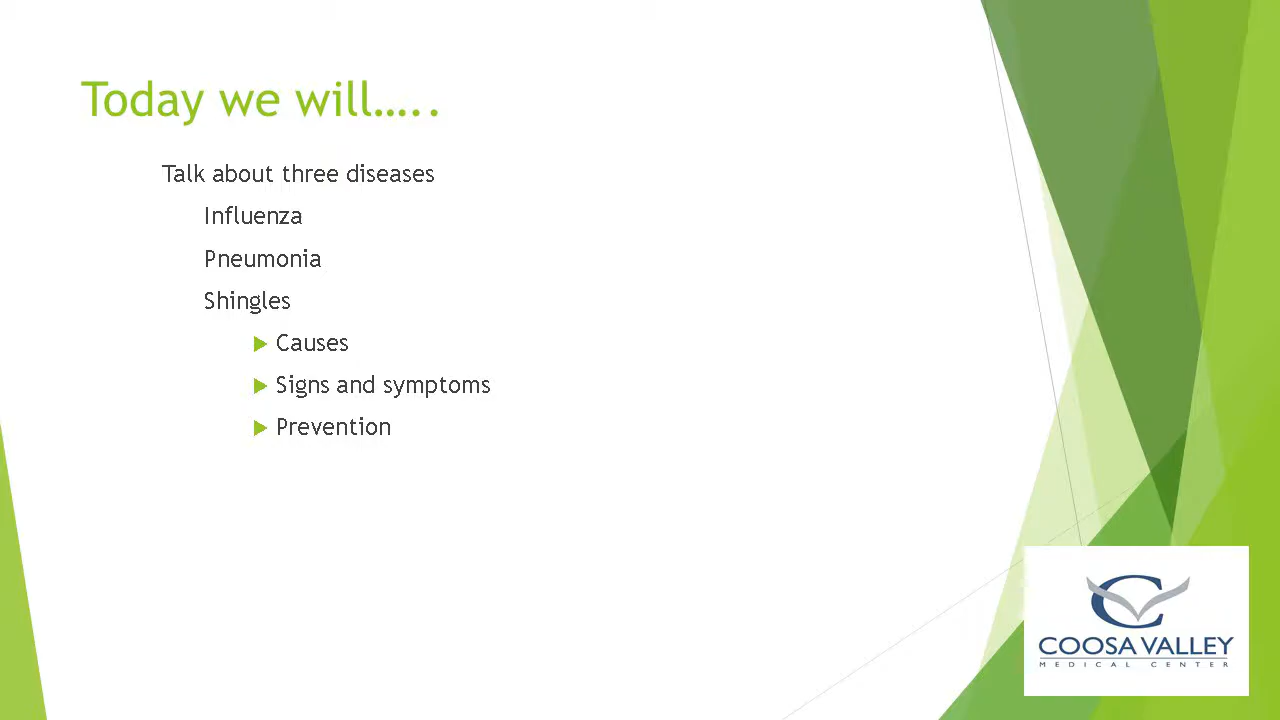 Today we will…..
Talk about three diseases
Influenza
Pneumonia
Shingles
Causes
Signs and symptoms
Prevention
COOSA VALLEY
MEDICAL CENTER